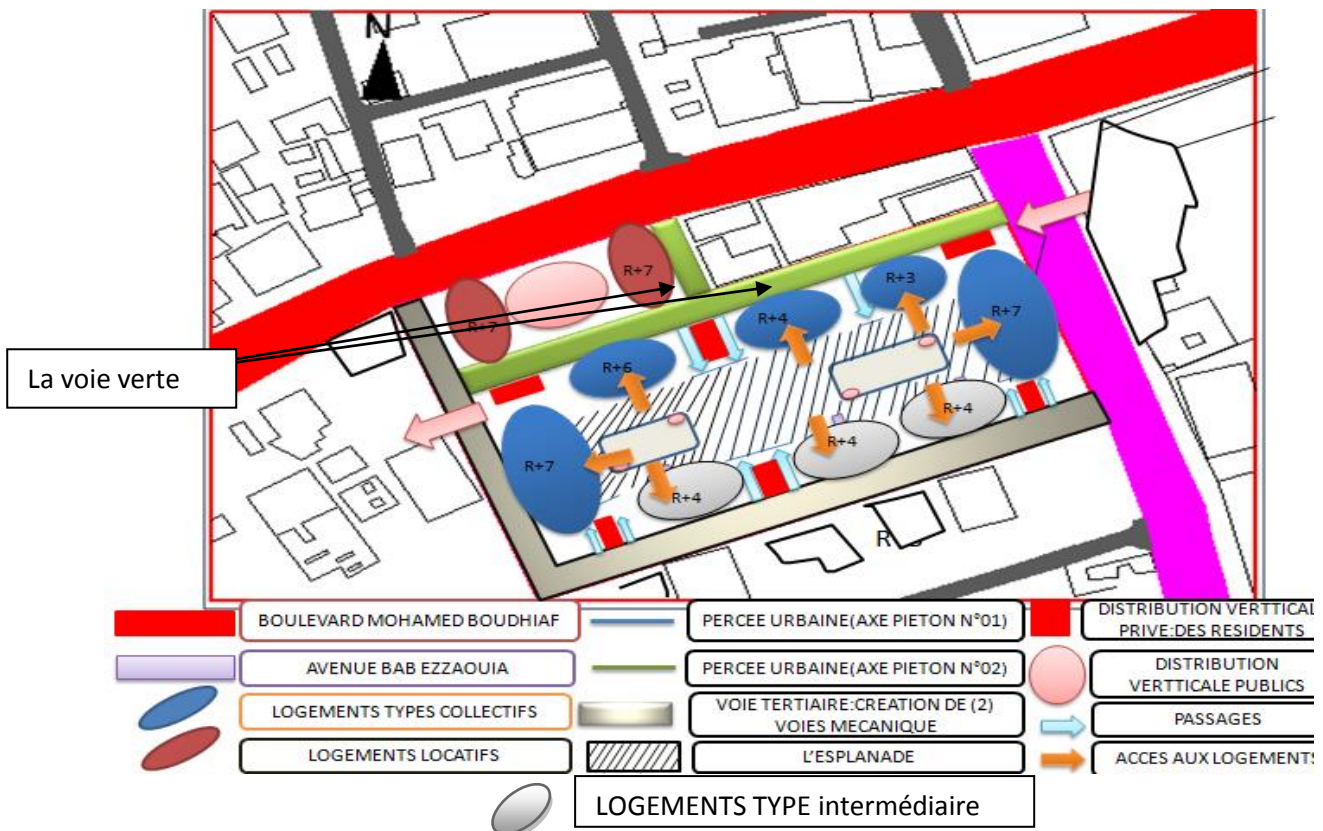 N
R+7
R+7
R+3
R+4
R+7
R+6
R+4
R+4
R+7
R+4
La voie verte
BOULEVARD MOHAMED BOUDHIAF
PERCEE URBAINE(AXE PIETON N°01)
DISTRIBUTION VERTTICAL
PRIVE:DES RESIDENTS
AVENUE BAB EZZAOUIA
PERCEE URBAINE(AXE PIETON N°02)
DISTRIBUTION
VERTTICALE PUBLICS
LOGEMENTS TYPES COLLECTIFS
VOIE TERTIAIRE:CREATION DE (2)
VOIES MECANIQUE
PASSAGES
LOGEMENTS LOCATIFS
L'ESPLANADE
ACCES AUX LOGEMENTS
LOGEMENTS TYPE intermédiaire